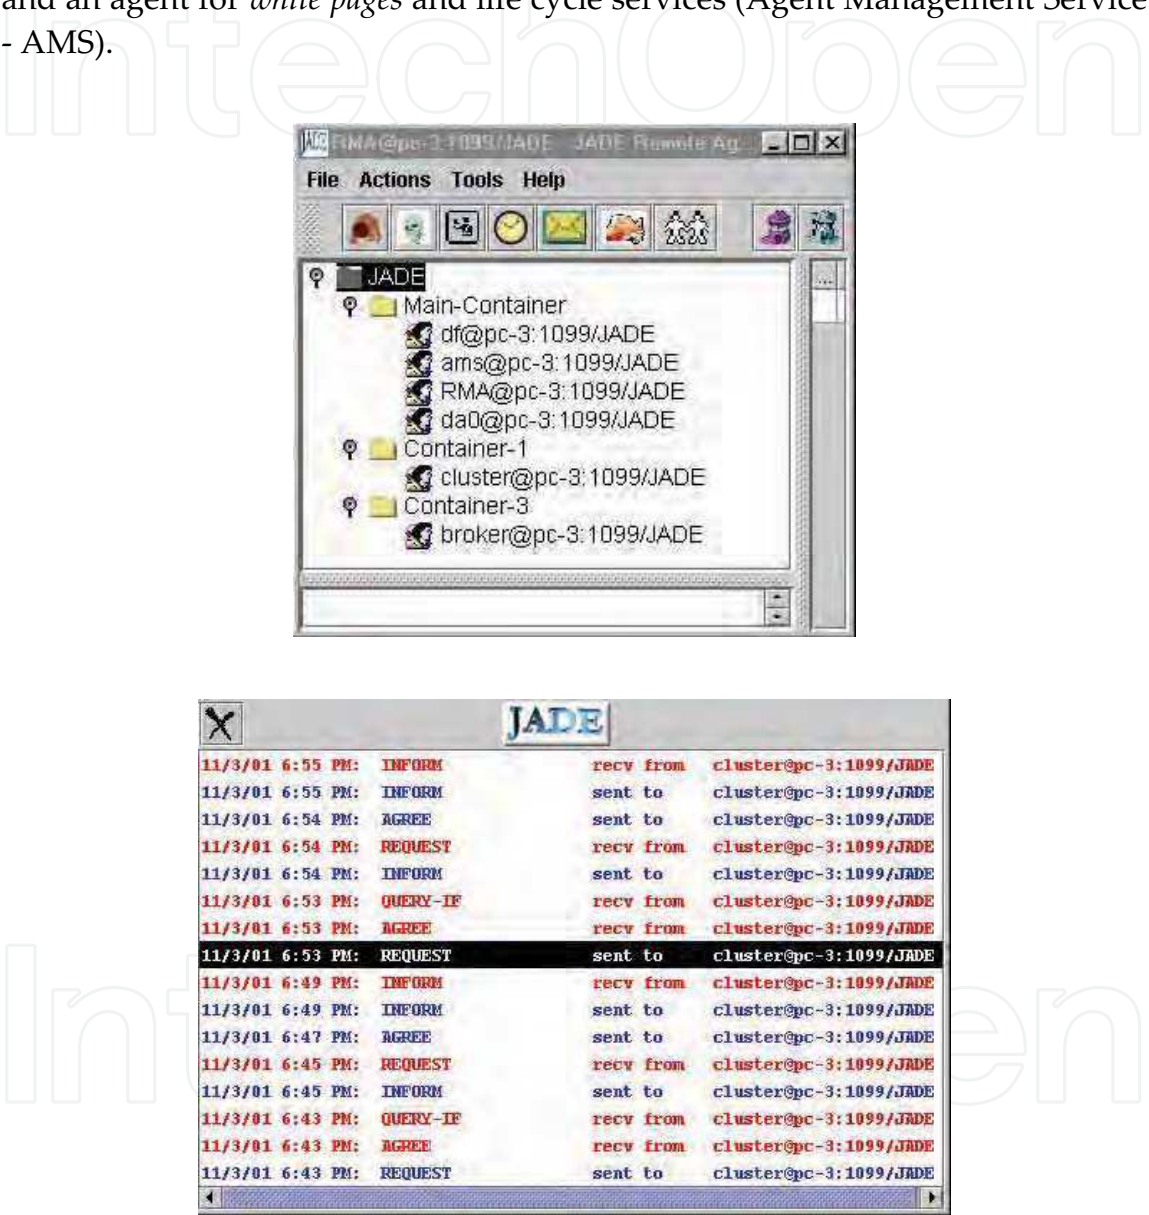 and an agent for white pages and life cycle services (Agent Management Service
- AMS).
RMA@pc-3:1099/JADE - JADE Remote Ag...
File Actions Tools Help
JADE
...
Main-Container
df@pc-3:1099/JADE
ams@pc-3:1099/JADE
RMA@pc-3:1099/JADE
da0@pc-3:1099/JADE
Container-1
cluster@pc-3:1099/JADE
Container-3
broker@pc-3:1099/JADE
JADE
11/3/01 6:55 PM: INFORM recv from cluster@pc-3:1099/JADE
11/3/01 6:55 PM: INFORM sent to cluster@pc-3:1099/JADE
11/3/01 6:54 PM: AGREE sent to cluster@pc-3:1099/JADE
11/3/01 6:54 PM: REQUEST recv from cluster@pc-3:1099/JADE
11/3/01 6:54 PM: INFORM sent to cluster@pc-3:1099/JADE
11/3/01 6:53 PM: QUERY-IF recv from cluster@pc-3:1099/JADE
11/3/01 6:53 PM: AGREE recv from cluster@pc-3:1099/JADE
11/3/01 6:53 PM: REQUEST sent to cluster@pc-3:1099/JADE
11/3/01 6:49 PM: INFORM recv from cluster@pc-3:1099/JADE
11/3/01 6:49 PM: INFORM sent to cluster@pc-3:1099/JADE
11/3/01 6:47 PM: AGREE sent to cluster@pc-3:1099/JADE
11/3/01 6:45 PM: REQUEST recv from cluster@pc-3:1099/JADE
11/3/01 6:45 PM: INFORM sent to cluster@pc-3:1099/JADE
11/3/01 6:43 PM: QUERY-IF recv from cluster@pc-3:1099/JADE
11/3/01 6:43 PM: AGREE recv from cluster@pc-3:1099/JADE
11/3/01 6:43 PM: REQUEST sent to cluster@pc-3:1099/JADE
IntechOpen
IntechOpen